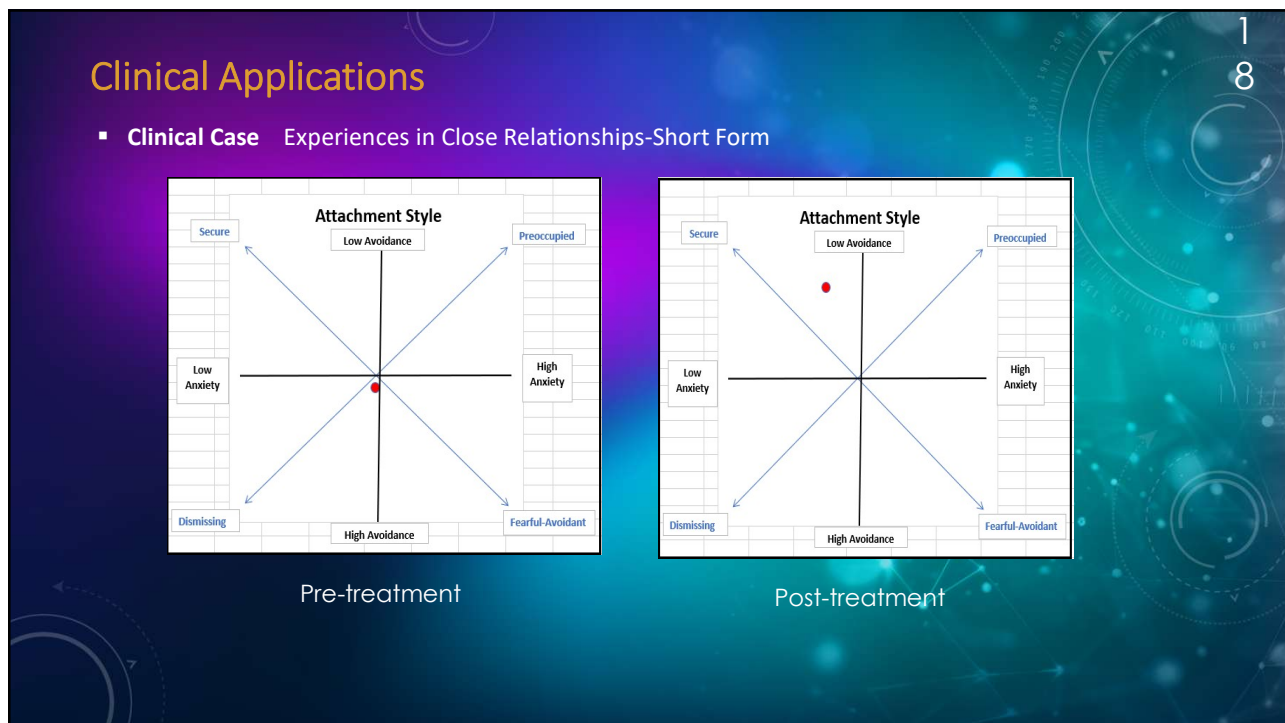 1
8
Clinical Applications
▪ Clinical Case Experiences in Close Relationships-Short Form
Attachment Style
Secure
Low Avoidance
Preoccupied
Low
Anxiety
High
Anxiety
Dismissing
High Avoidance
Fearful-Avoidant
Pre-treatment
Attachment Style
Secure
Low Avoidance
Preoccupied
Low
Anxiety
High
Anxiety
Dismissing
High Avoidance
Fearful-Avoidant
Post-treatment